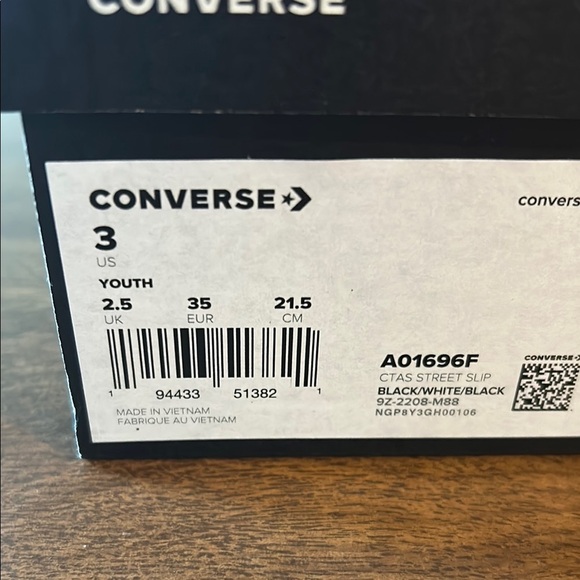 CONVERSE
CONVERSE
convers
3
US
YOUTH
2.5 35 21.5
UK EUR CM
1 94433 51382 1
MADE IN VIETNAM
FABRIQUE AU VIETNAM
A01696F
CTAS STREET SLIP
BLACK/WHITE/BLACK
9Z-2208-M88
NGP8Y3GH00106
CONVERSE